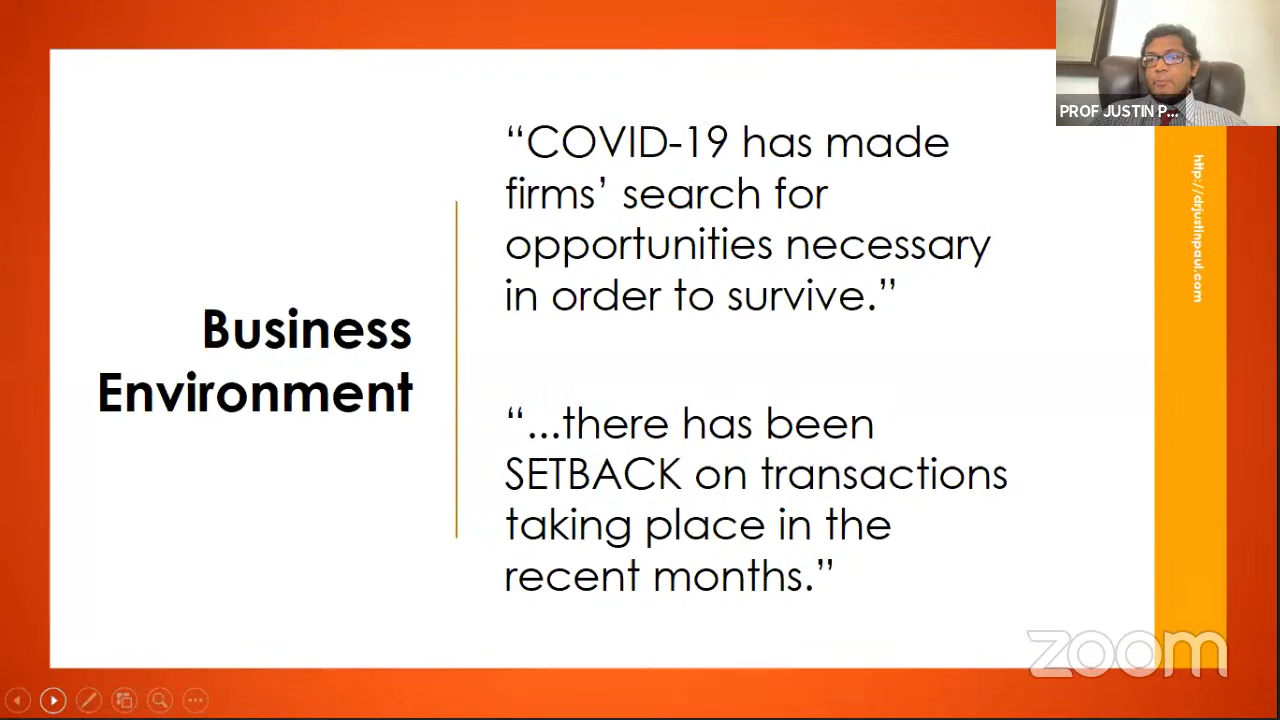 PROF JUSTIN P...
http://drjustinpaul.com
Business
Environment
“COVID-19 has made
firms’ search for
opportunities necessary
in order to survive.”
“...there has been
SETBACK on transactions
taking place in the
recent months.”
zoom